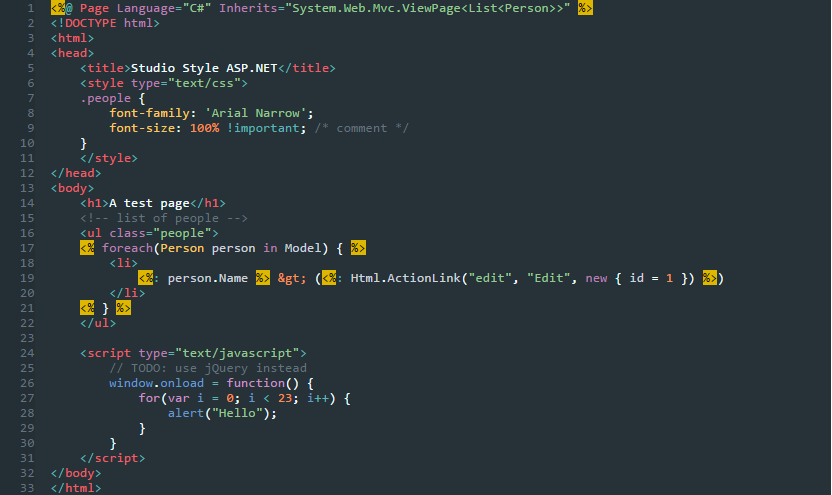 1 <%@ Page Language="C#" Inherits="System.Web.Mvc.ViewPage<List<Person>>" %>
2 <!DOCTYPE html>
3 <html>
4 <head>
5     <title>Studio Style ASP.NET</title>
6     <style type="text/css">
7     .people {
8         font-family: 'Arial Narrow';
9         font-size: 100% !important; /* comment */
10     }
11     </style>
12 </head>
13 <body>
14     <h1>A test page</h1>
15     <!-- list of people -->
16     <ul class="people">
17     <% foreach(Person person in Model) { %>
18         <li>
19             <%: person.Name %> &gt; (<%: Html.ActionLink("edit", "Edit", new { id = 1 }) %>)
20         </li>
21     <% } %>
22     </ul>
23
24     <script type="text/javascript">
25         // TODO: use jQuery instead
26         window.onload = function() {
27             for(var i = 0; i < 23; i++) {
28                 alert("Hello");
29             }
30         }
31     </script>
32 </body>
33 </html>